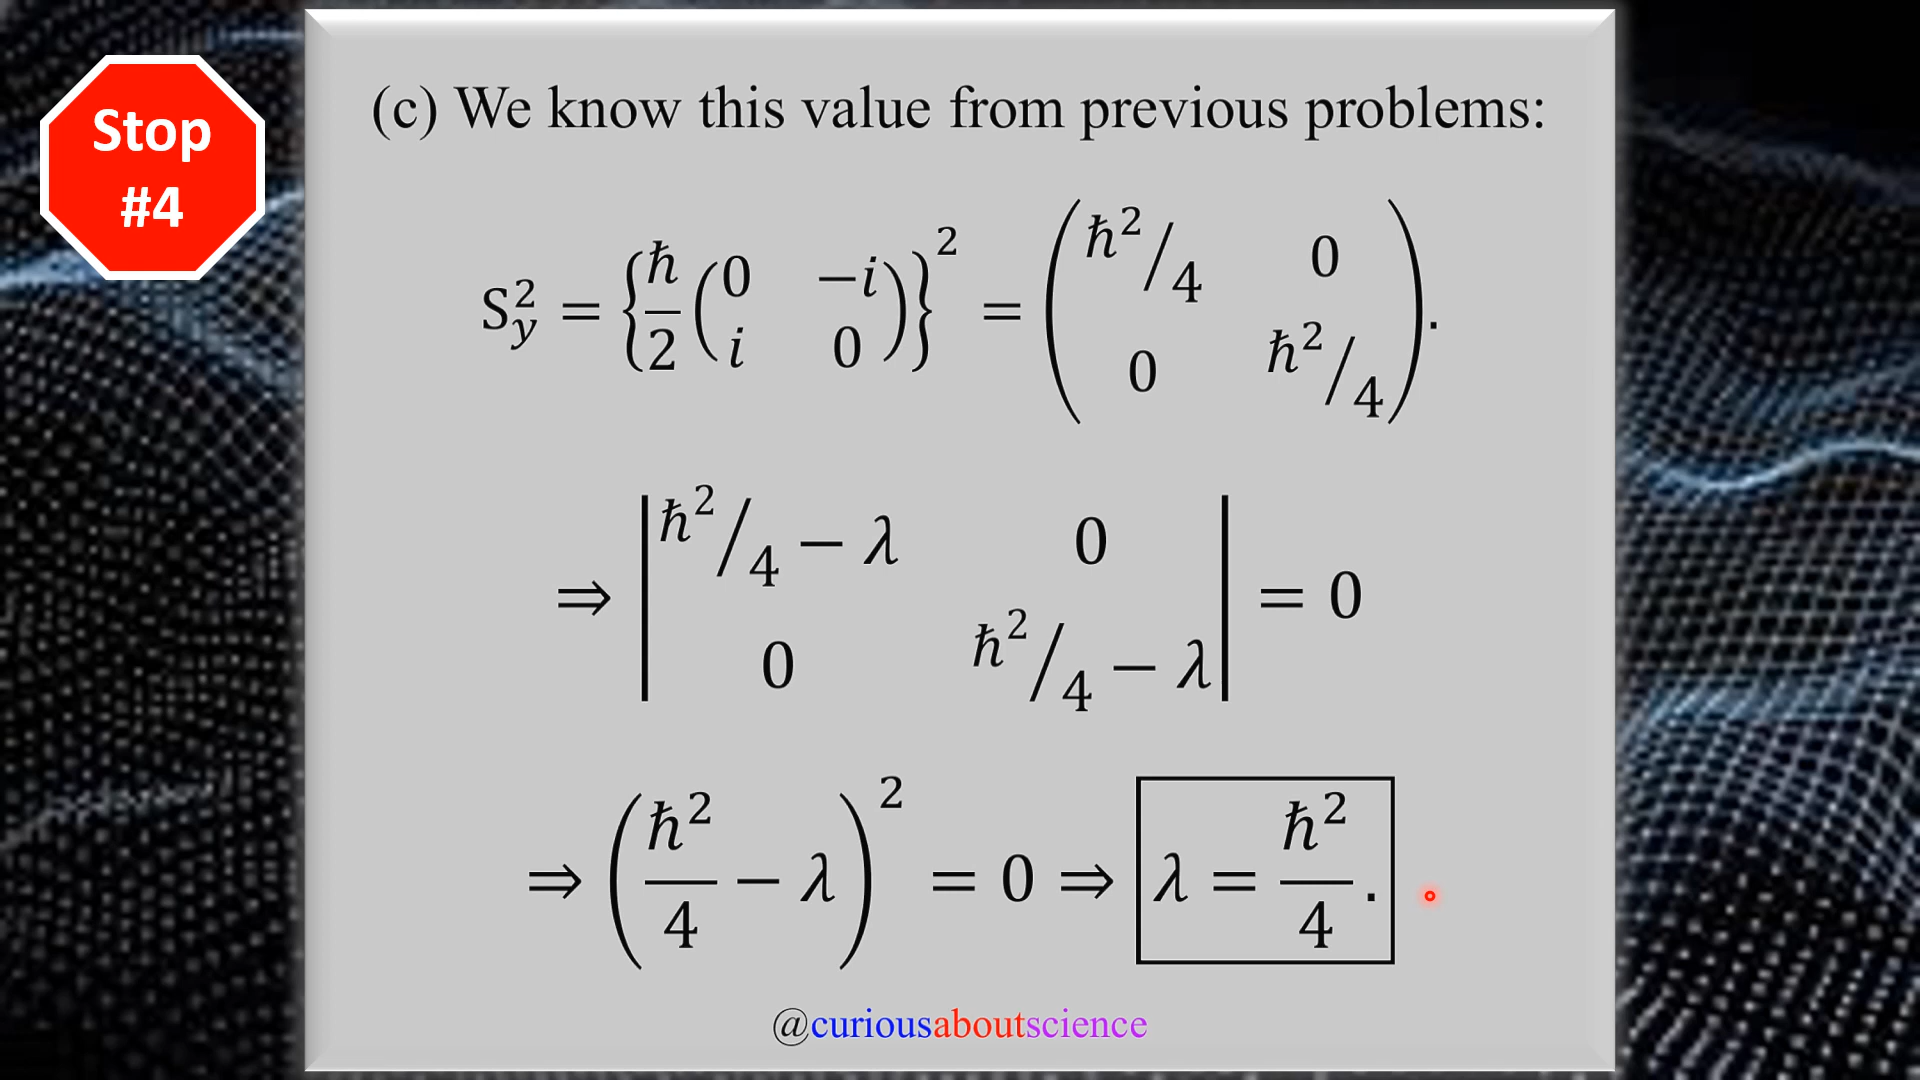 Stop
#4
(c) We know this value from previous problems:
S_y^2 = {ħ/2 (0 −i; i 0)}^2 = (ħ^2/4 0; 0 ħ^2/4).
⇒ |ħ^2/4 − λ 0; 0 ħ^2/4 − λ| = 0
⇒ (ħ^2/4 − λ)^2 = 0 ⇒ λ = ħ^2/4.
@curiousaboutscience